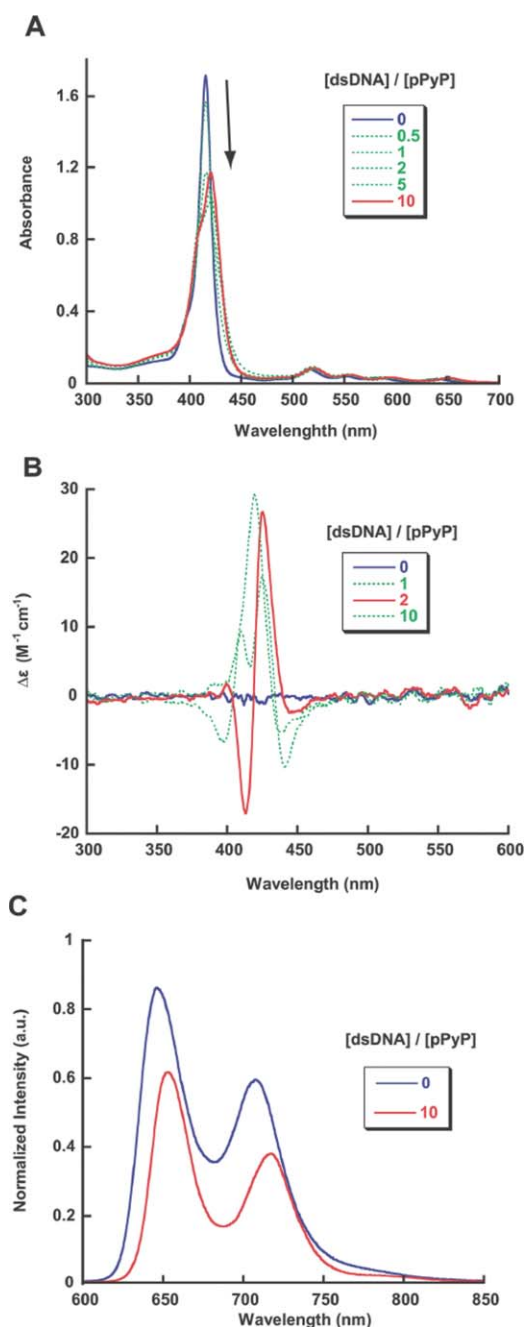 A
[dsDNA] / [pPyP]
0
0.5
1
2
5
10
Absorbance
1.6
1.2
0.8
0.4
0
300 350 400 450 500 550 600 650 700
Wavelenghth (nm)
B
[dsDNA] / [pPyP]
0
1
2
10
Δε (M⁻¹ cm⁻¹)
30
20
10
0
-10
-20
300 350 400 450 500 550 600
Wavelength (nm)
C
[dsDNA] / [pPyP]
0
10
Normalized Intensity (a.u.)
1
0.8
0.6
0.4
0.2
0
600 650 700 750 800 850
Wavelength (nm)